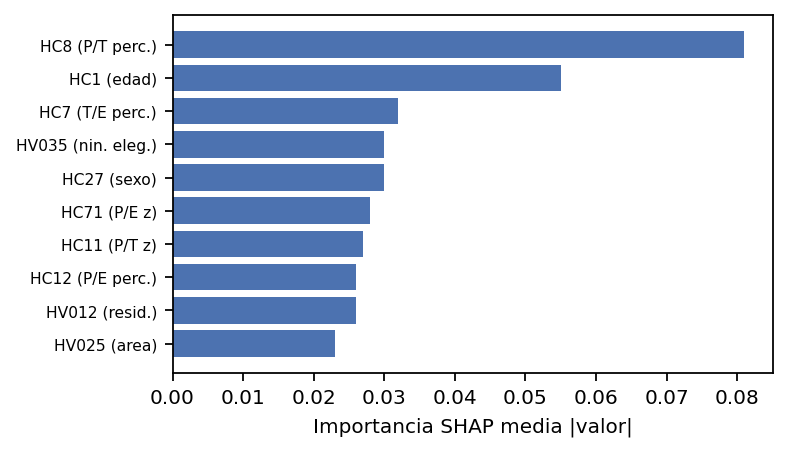 HC8 (P/T perc.)
HC1 (edad)
HC7 (T/E perc.)
HV035 (nin. eleg.)
HC27 (sexo)
HC71 (P/E z)
HC11 (P/T z)
HC12 (P/E perc.)
HV012 (resid.)
HV025 (area)
0.00 0.01 0.02 0.03 0.04 0.05 0.06 0.07 0.08
Importancia SHAP media |valor|